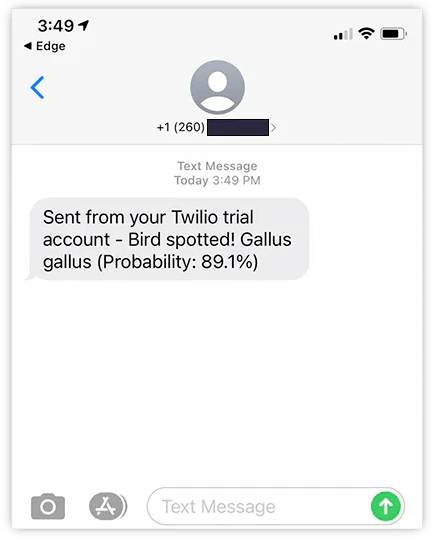 3:49
Edge
+1 (260)
Text Message
Today 3:49 PM
Sent from your Twilio trial
account - Bird spotted! Gallus
gallus (Probability: 89.1%)
Text Message